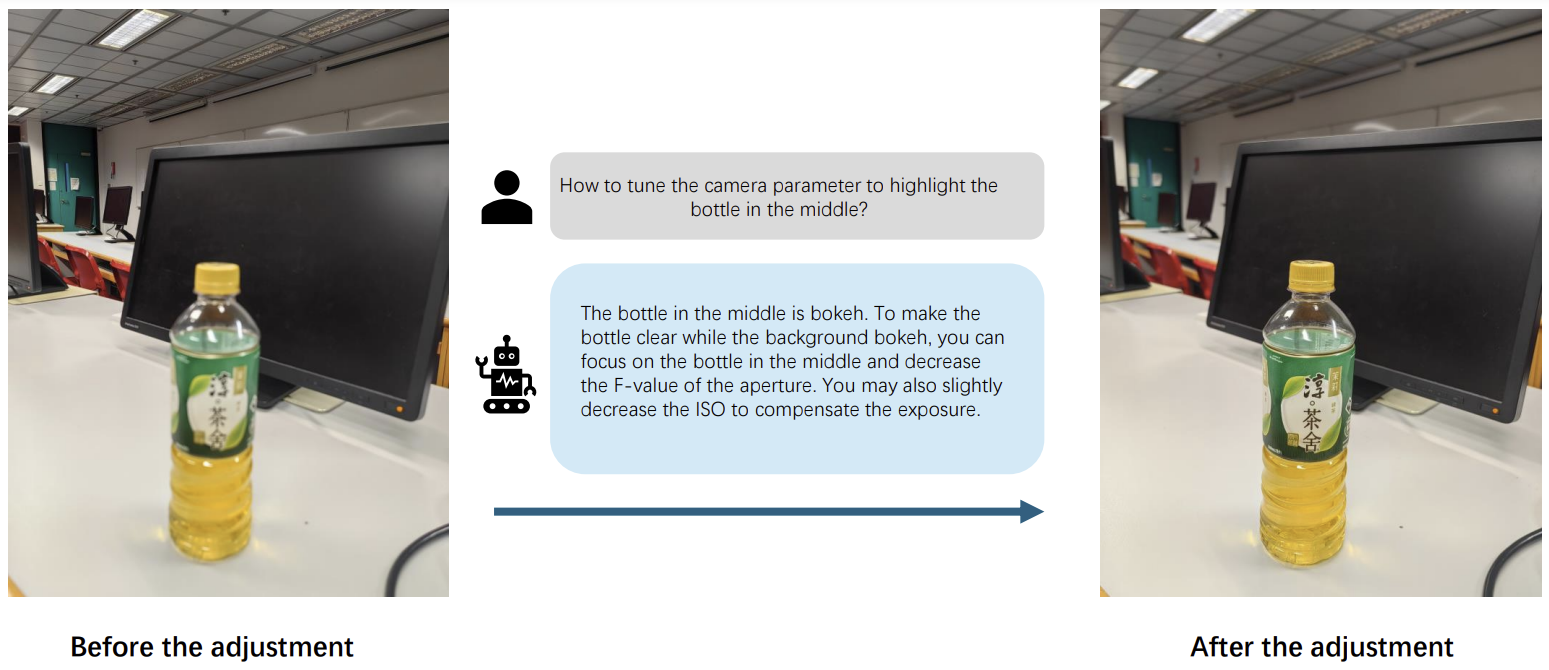 How to tune the camera parameter to highlight the
bottle in the middle?
The bottle in the middle is bokeh. To make the
bottle clear while the background bokeh, you can
focus on the bottle in the middle and decrease
the F-value of the aperture. You may also slightly
decrease the ISO to compensate the exposure.
淳。
茶
舍
淳。
茶
舍
Before the adjustment
After the adjustment